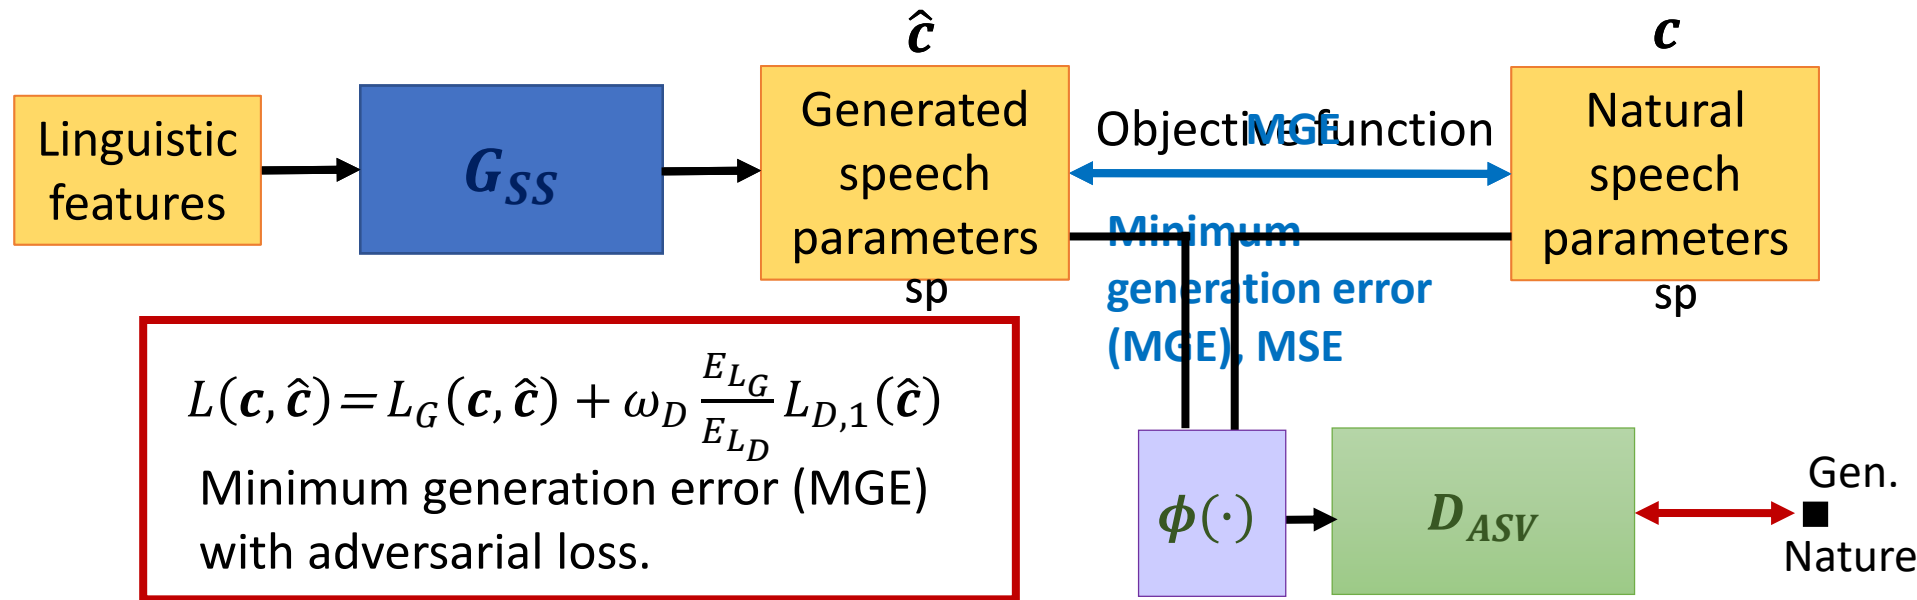 ĉ
c
Linguistic
features
G_SS
Generated
speech
parameters
sp
Objective function
MGE
Natural
speech
parameters
sp
Minimum
generation error
(MGE), MSE
L(c, ĉ) = L_G(c, ĉ) + ω_D E_{L_G}/E_{L_D} L_{D,1}(ĉ)
Minimum generation error (MGE)
with adversarial loss.
ϕ(·)
D_ASV
Gen.
Nature